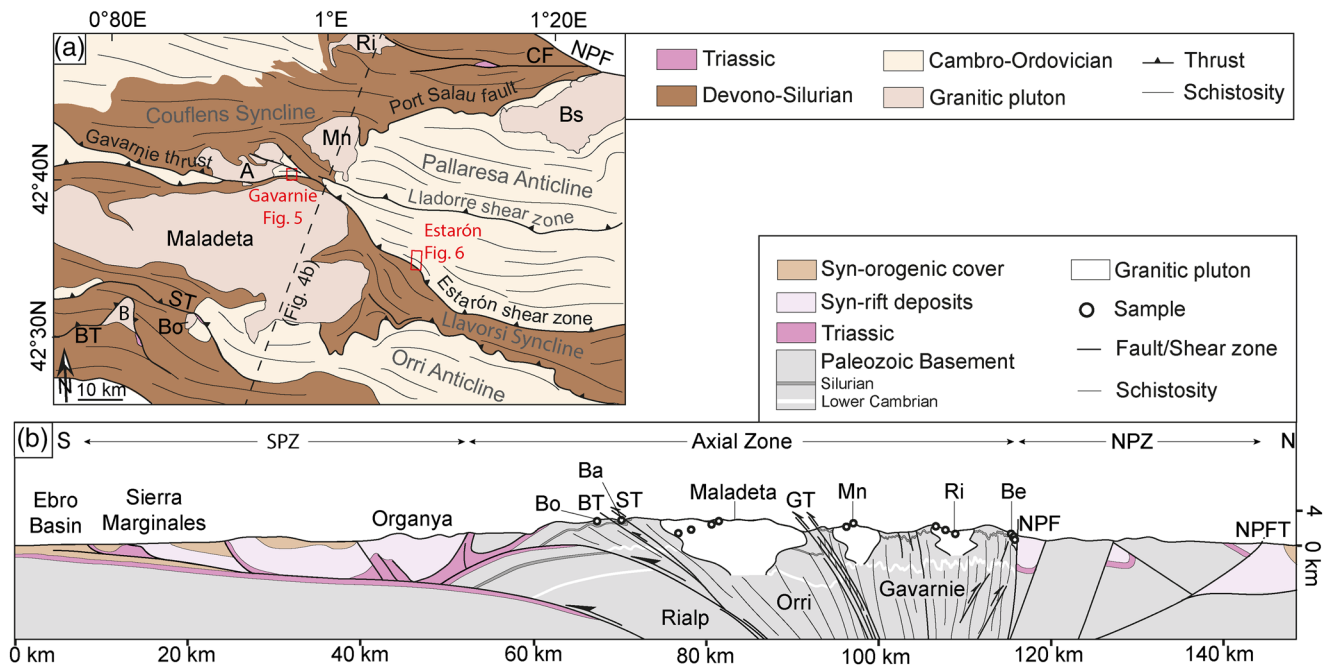 0°80E
1°E
1°20E
(a)
Ri
NPF
CF
Port Salau fault
Couflens Syncline
Bs
Mn
Gavarnie thrust
A
Pallaresa Anticline
42°40N
Gavarnie
Fig. 5
Lladorre shear zone
Maladeta
Estarón
Fig. 6
(Fig. 4b)
ST
B
Bo
Estarón shear zone
BT
Llavorsi Syncline
42°30N
Orri Anticline
N
10 km
Triassic
Cambro-Ordovician
Thrust
Devono-Silurian
Granitic pluton
Schistosity
Syn-orogenic cover
Granitic pluton
Syn-rift deposits
Sample
Triassic
Fault/Shear zone
Paleozoic Basement
Silurian
Schistosity
Lower Cambrian
(b)
S
SPZ
Axial Zone
NPZ
N
Ba
Ebro
Basin
Sierra
Marginales
Organya
Bo
BT
ST
Maladeta
GT
Mn
Ri
Be
NPF
NPFT
4
0 km
Rialp
Orri
Gavarnie
0 km
20 km
40 km
60 km
80 km
100 km
120 km
140 km